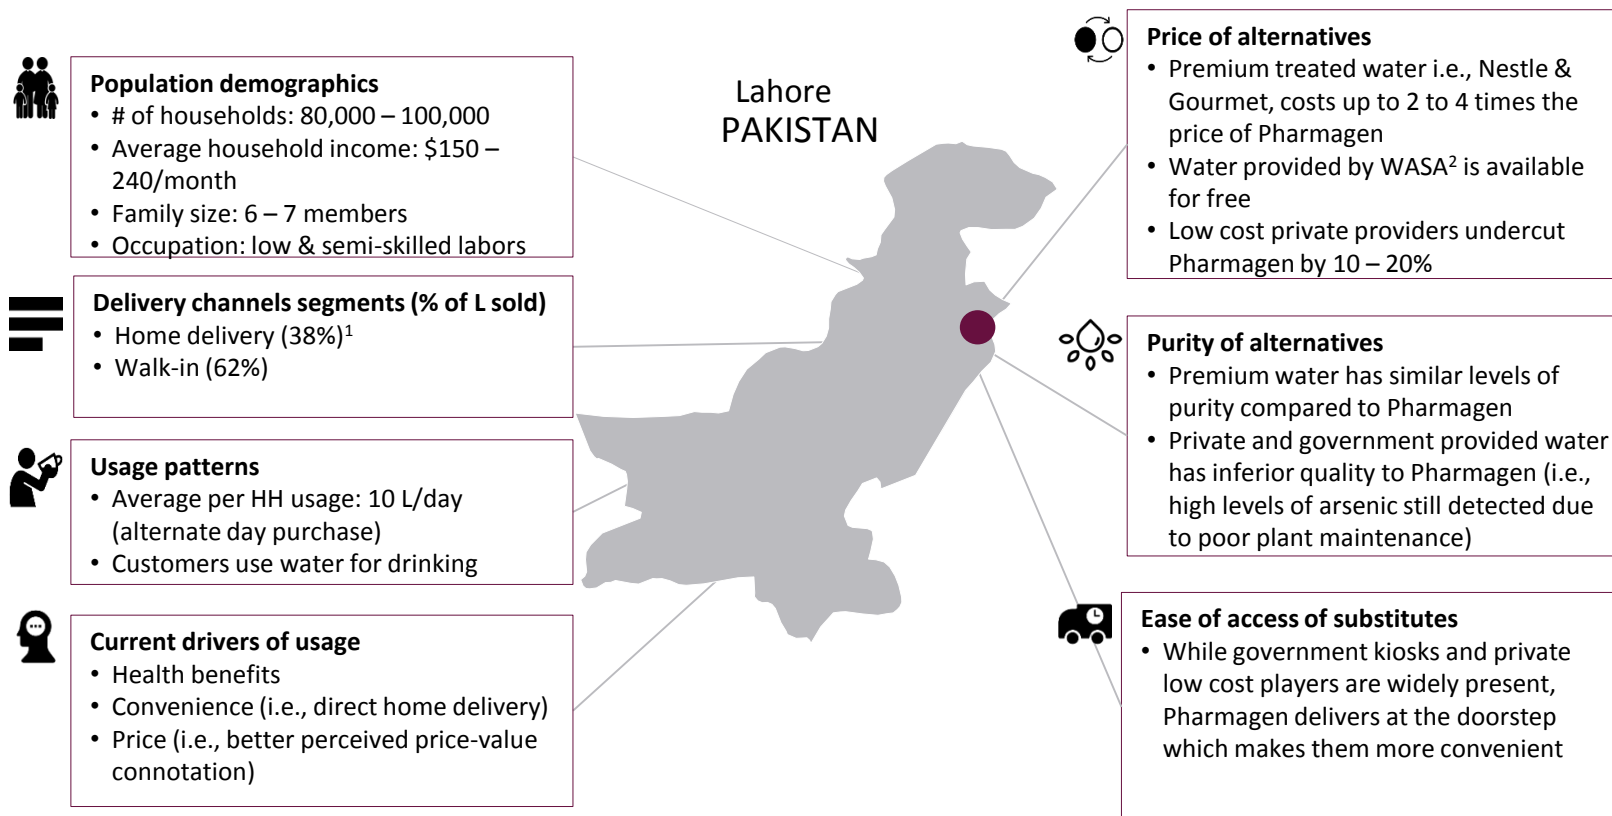 Lahore
PAKISTAN
Population demographics
• # of households: 80,000 – 100,000
• Average household income: $150 –
240/month
• Family size: 6 – 7 members
• Occupation: low & semi-skilled labors
Delivery channels segments (% of L sold)
• Home delivery (38%)¹
• Walk-in (62%)
Usage patterns
• Average per HH usage: 10 L/day
(alternate day purchase)
• Customers use water for drinking
Current drivers of usage
• Health benefits
• Convenience (i.e., direct home delivery)
• Price (i.e., better perceived price-value
connotation)
Price of alternatives
• Premium treated water i.e., Nestle &
Gourmet, costs up to 2 to 4 times the
price of Pharmagen
• Water provided by WASA² is available
for free
• Low cost private providers undercut
Pharmagen by 10 – 20%
Purity of alternatives
• Premium water has similar levels of
purity compared to Pharmagen
• Private and government provided water
has inferior quality to Pharmagen (i.e.,
high levels of arsenic still detected due
to poor plant maintenance)
Ease of access of substitutes
• While government kiosks and private
low cost players are widely present,
Pharmagen delivers at the doorstep
which makes them more convenient